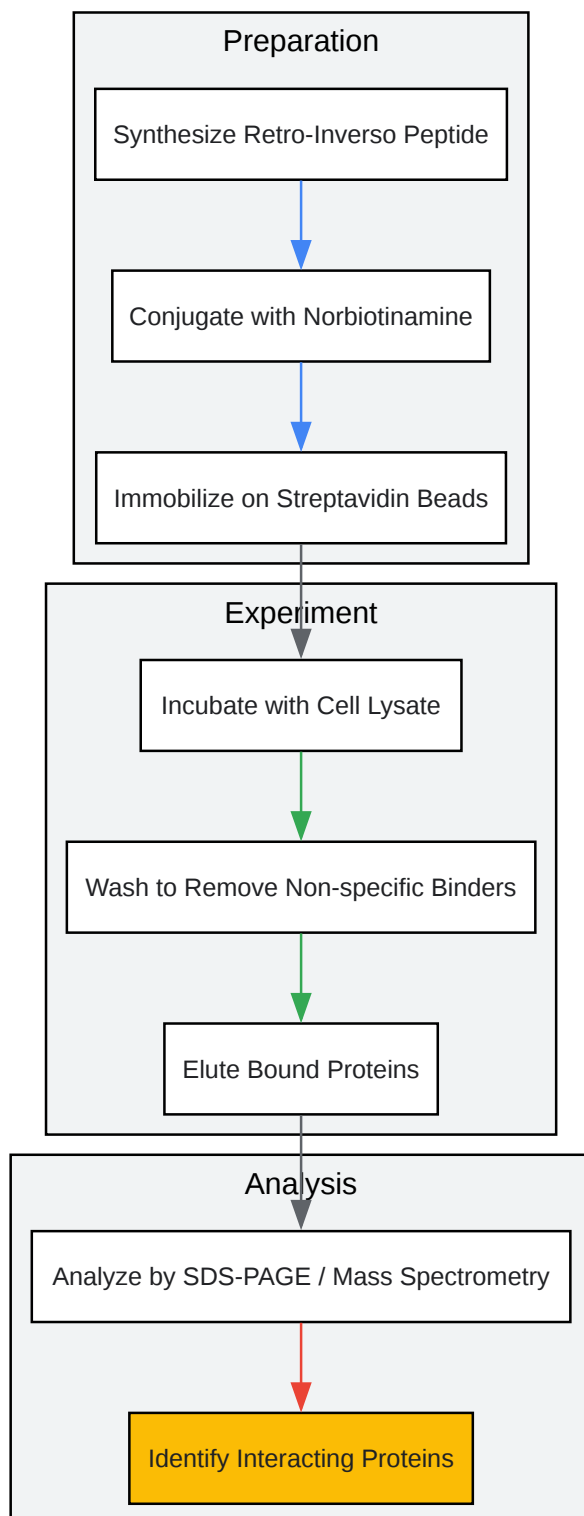 Preparation
Synthesize Retro-Inverso Peptide
Conjugate with Norbiotinamine
Immobilize on Streptavidin Beads
Experiment
Incubate with Cell Lysate
Wash to Remove Non-specific Binders
Elute Bound Proteins
Analysis
Analyze by SDS-PAGE / Mass Spectrometry
Identify Interacting Proteins